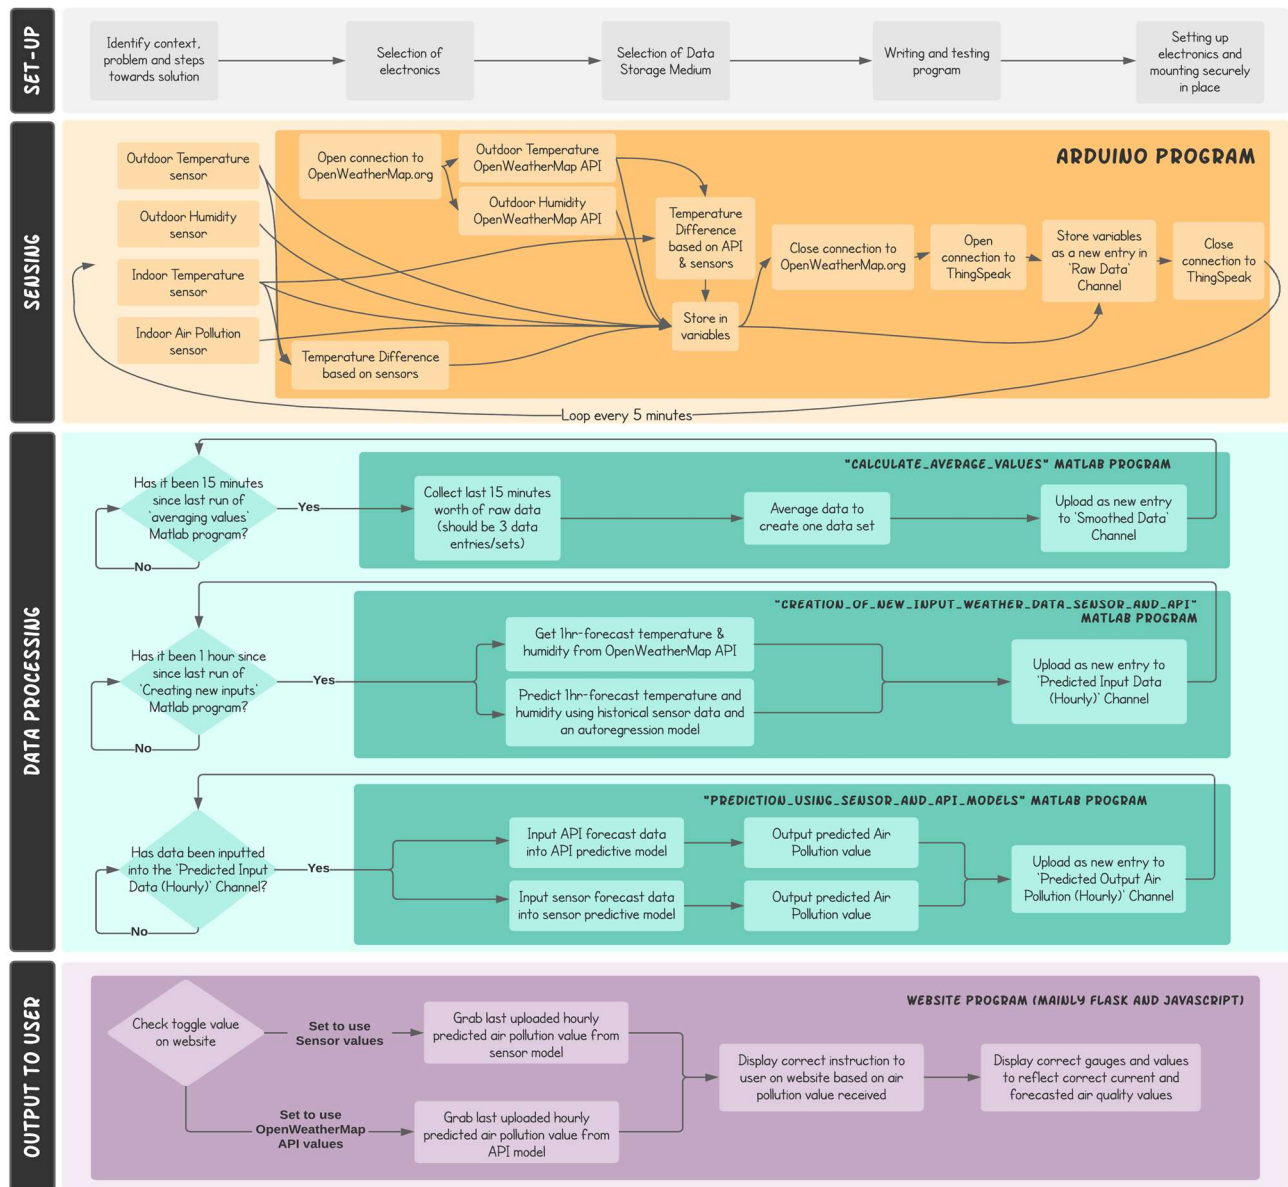 SET-UP
Identify context,
problem and steps
towards solution
Selection of
electronics
Selection of Data
Storage Medium
Writing and testing
program
Setting up
electronics and
mounting securely
in place
SENSING
ARDUINO PROGRAM
Outdoor Temperature
sensor
Outdoor Humidity
sensor
Indoor Temperature
sensor
Indoor Air Pollution
sensor
Open connection to
OpenWeatherMap.org
Outdoor Temperature
OpenWeatherMap API
Outdoor Humidity
OpenWeatherMap API
Temperature
Difference
based on API
& sensors
Temperature Difference
based on sensors
Store in
variables
Close connection to
OpenWeatherMap.org
Open
connection to
ThingSpeak
Store variables
as a new entry in
'Raw Data'
Channel
Close
connection to
ThingSpeak
Loop every 5 minutes
DATA PROCESSING
"CALCULATE_AVERAGE_VALUES" MATLAB PROGRAM
Has it been 15 minutes
since last run of
'averaging values'
Matlab program?
Yes
No
Collect last 15 minutes
worth of raw data
(should be 3 data
entries/sets)
Average data to
create one data set
Upload as new entry
to 'Smoothed Data'
Channel
"CREATION_OF_NEW_INPUT_WEATHER_DATA_SENSOR_AND_API"
MATLAB PROGRAM
Has it been 1 hour since
since last run of
'Creating new inputs'
Matlab program?
Yes
No
Get 1hr-forecast temperature &
humidity from OpenWeatherMap API
Predict 1hr-forecast temperature and
humidity using historical sensor data and
an autoregression model
Upload as new entry to
'Predicted Input Data
(Hourly)' Channel
"PREDICTION_USING_SENSOR_AND_API_MODELS" MATLAB PROGRAM
Has data been inputted
into the 'Predicted Input
Data (Hourly)' Channel?
Yes
No
Input API forecast data
into API predictive model
Output predicted Air
Pollution value
Input sensor forecast data
into sensor predictive model
Output predicted Air
Pollution value
Upload as new entry to
'Predicted Output Air
Pollution (Hourly)' Channel
OUTPUT TO USER
WEBSITE PROGRAM (MAINLY FLASK AND JAVASCRIPT)
Check toggle value
on website
Set to use
Sensor values
Grab last uploaded hourly
predicted air pollution value from
sensor model
Set to use
OpenWeatherMap
API values
Grab last uploaded hourly
predicted air pollution value from
API model
Display correct instruction to
user on website based on air
pollution value received
Display correct gauges and values
to reflect correct current and
forecasted air quality values